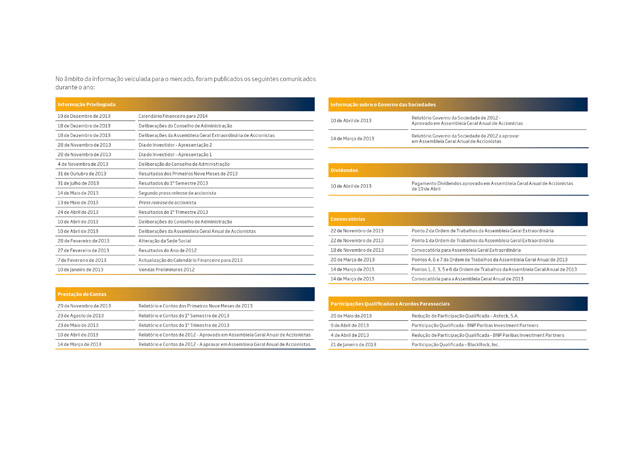 No âmbito da informação veiculada para o mercado, foram publicados os seguintes comunicados
durante o ano:
Informação Privilegiada
19 de Dezembro de 2013 Calendário Financeiro para 2014
18 de Dezembro de 2013 Deliberações do Conselho de Administração
18 de Dezembro de 2013 Deliberações da Assembleia Geral Extraordinária de Accionistas
28 de Novembro de 2013 Dia do Investidor - Apresentação 2
28 de Novembro de 2013 Dia do Investidor - Apresentação 1
4 de Novembro de 2013 Deliberação do Conselho de Administração
31 de Outubro de 2013 Resultados dos Primeiros Nove Meses de 2013
31 de Julho de 2013 Resultados do 1º Semestre 2013
14 de Maio de 2013 Segundo press release de accionista
13 de Maio de 2013 Press release de accionista
24 de Abril de 2013 Resultados do 1º Trimestre 2013
10 de Abril de 2013 Deliberações do Conselho de Administração
10 de Abril de 2013 Deliberações da Assembleia Geral Anual de Accionistas
28 de Fevereiro de 2013 Alteração da Sede Social
27 de Fevereiro de 2013 Resultados do Ano de 2012
7 de Fevereiro de 2013 Actualização do Calendário Financeiro para 2013
10 de Janeiro de 2013 Vendas Preliminares 2012
Prestação de Contas
29 de Novembro de 2013 Relatório e Contas dos Primeiros Nove Meses de 2013
23 de Agosto de 2013 Relatório e Contas do 1º Semestre de 2013
23 de Maio de 2013 Relatório e Contas do 1º Trimestre de 2013
10 de Abril de 2013 Relatório e Contas de 2012 - Aprovado em Assembleia Geral Anual de Accionistas
14 de Março de 2013 Relatório e Contas de 2012 - A aprovar em Assembleia Geral Anual de Accionistas
Informação sobre o Governo das Sociedades
10 de Abril de 2013 Relatório Governo da Sociedade de 2012 -
Aprovado em Assembleia Geral Anual de Accionistas
14 de Março de 2013 Relatório Governo da Sociedade de 2012 a aprovar
em Assembleia Geral Anual de Accionistas
Dividendos
10 de Abril de 2013 Pagamento Dividendos aprovado em Assembleia Geral Anual de Accionistas
de 10 de Abril
Convocatórias
22 de Novembro de 2013 Ponto 2 da Ordem de Trabalhos da Assembleia Geral Extraordinária
22 de Novembro de 2013 Ponto 1 da Ordem de Trabalhos da Assembleia Geral Extraordinária
18 de Novembro de 2013 Convocatória para Assembleia Geral Extraordinária
20 de Março de 2013 Pontos 4, 6 e 7 da Ordem de Trabalhos da Assembleia Geral Anual de 2013
14 de Março de 2013 Pontos 1, 2, 3, 5 e 8 da Ordem de Trabalhos da Assembleia Geral Anual de 2013
14 de Março de 2013 Convocatória para a Assembleia Geral Anual de 2013
Participações Qualificadas e Acordos Parassociais
20 de Maio de 2013 Redução de Participação Qualificada - Asteck, S.A.
9 de Abril de 2013 Participação Qualificada - BNP Paribas Investment Partners
4 de Abril de 2013 Redução de Participação Qualificada - BNP Paribas Investment Partners
21 de Janeiro de 2013 Participação Qualificada - BlackRock, Inc.